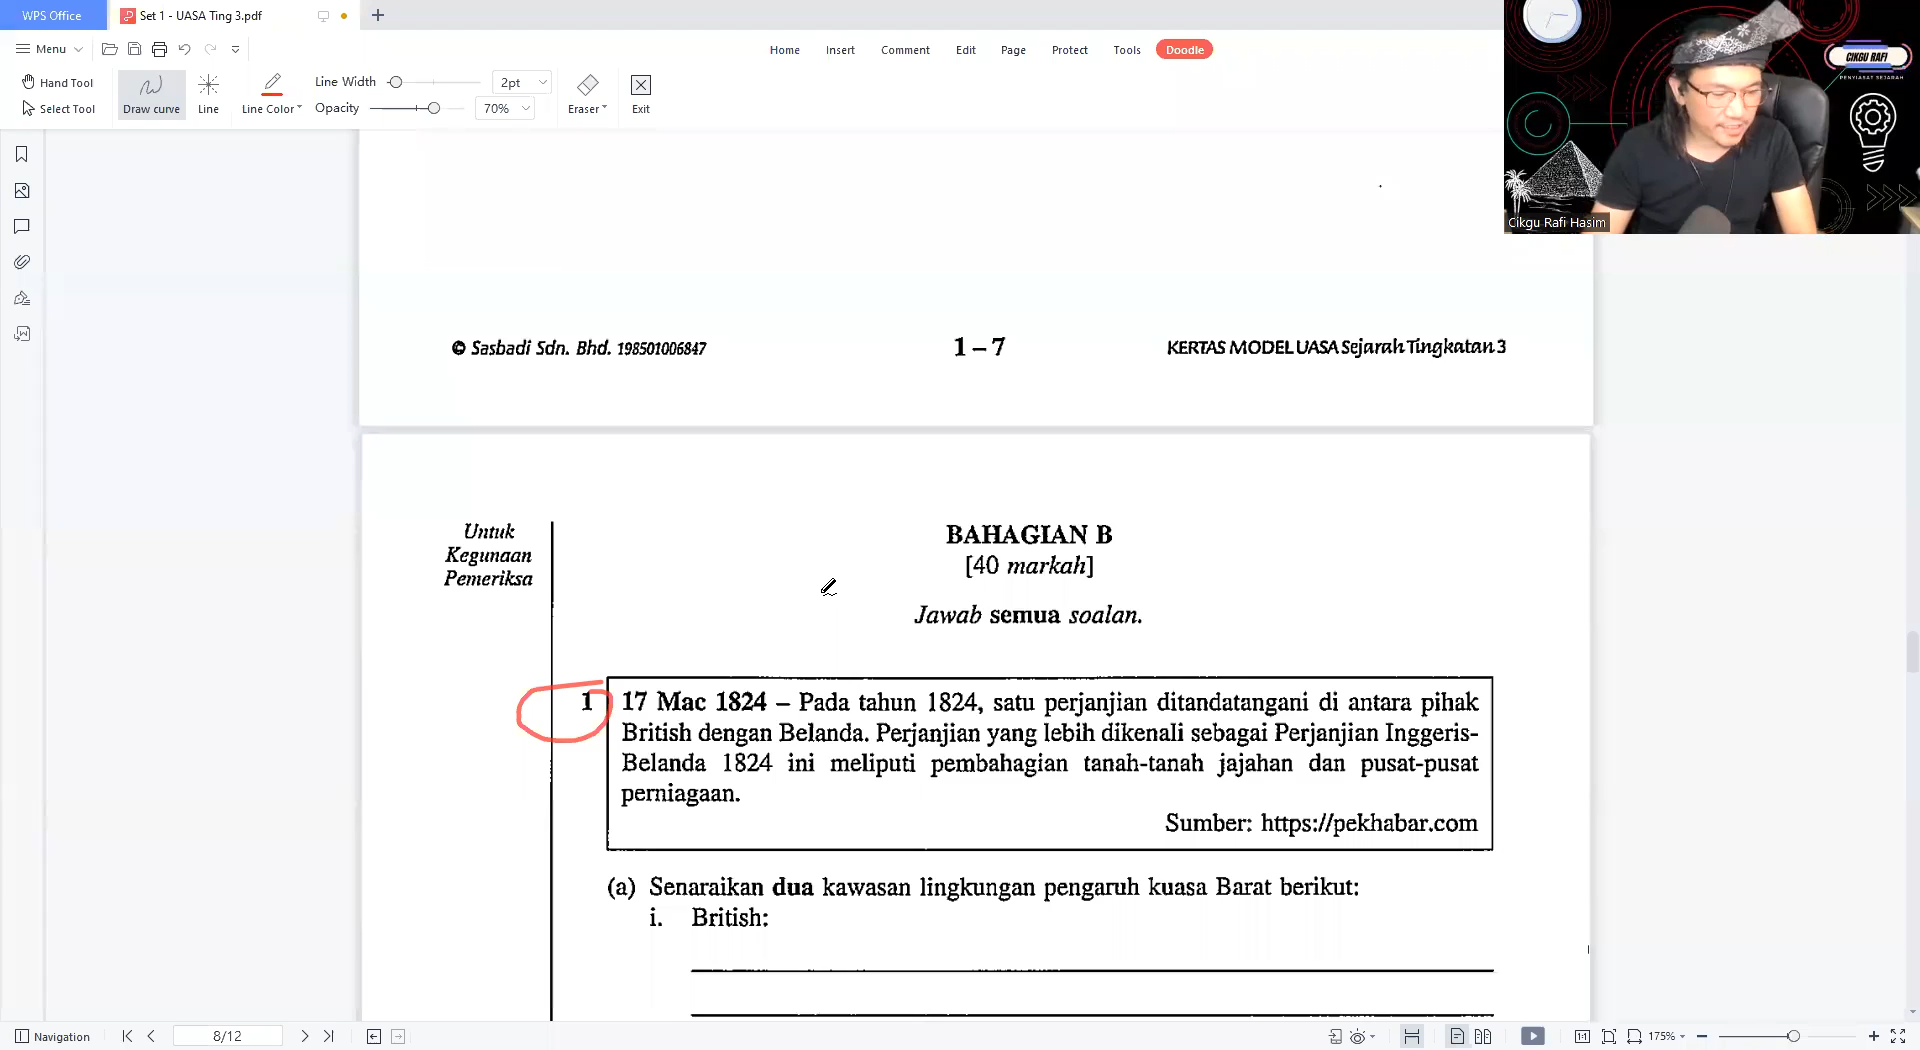 WPS Office
Set 1 - UASA Ting 3.pdf
Menu
Home
Insert
Comment
Edit
Page
Protect
Tools
Doodle
Hand Tool
Select Tool
Draw curve
Line
Line Color
Line Width
2pt
Opacity
70%
Eraser
Exit
CIKGU RAFI
PENYIASAT SEJARAH
Cikgu Rafi Hasim
© Sasbadi Sdn. Bhd. 198501006847
1 – 7
KERTAS MODEL UASA Sejarah Tingkatan 3
Untuk
Kegunaan
Pemeriksa
BAHAGIAN B
[40 markah]
Jawab semua soalan.
1 17 Mac 1824 – Pada tahun 1824, satu perjanjian ditandatangani di antara pihak
British dengan Belanda. Perjanjian yang lebih dikenali sebagai Perjanjian Inggeris-
Belanda 1824 ini meliputi pembahagian tanah-tanah jajahan dan pusat-pusat
perniagaan.
Sumber: https://pekhabar.com
(a) Senaraikan dua kawasan lingkungan pengaruh kuasa Barat berikut:
i. British:
Navigation
8/12
175%